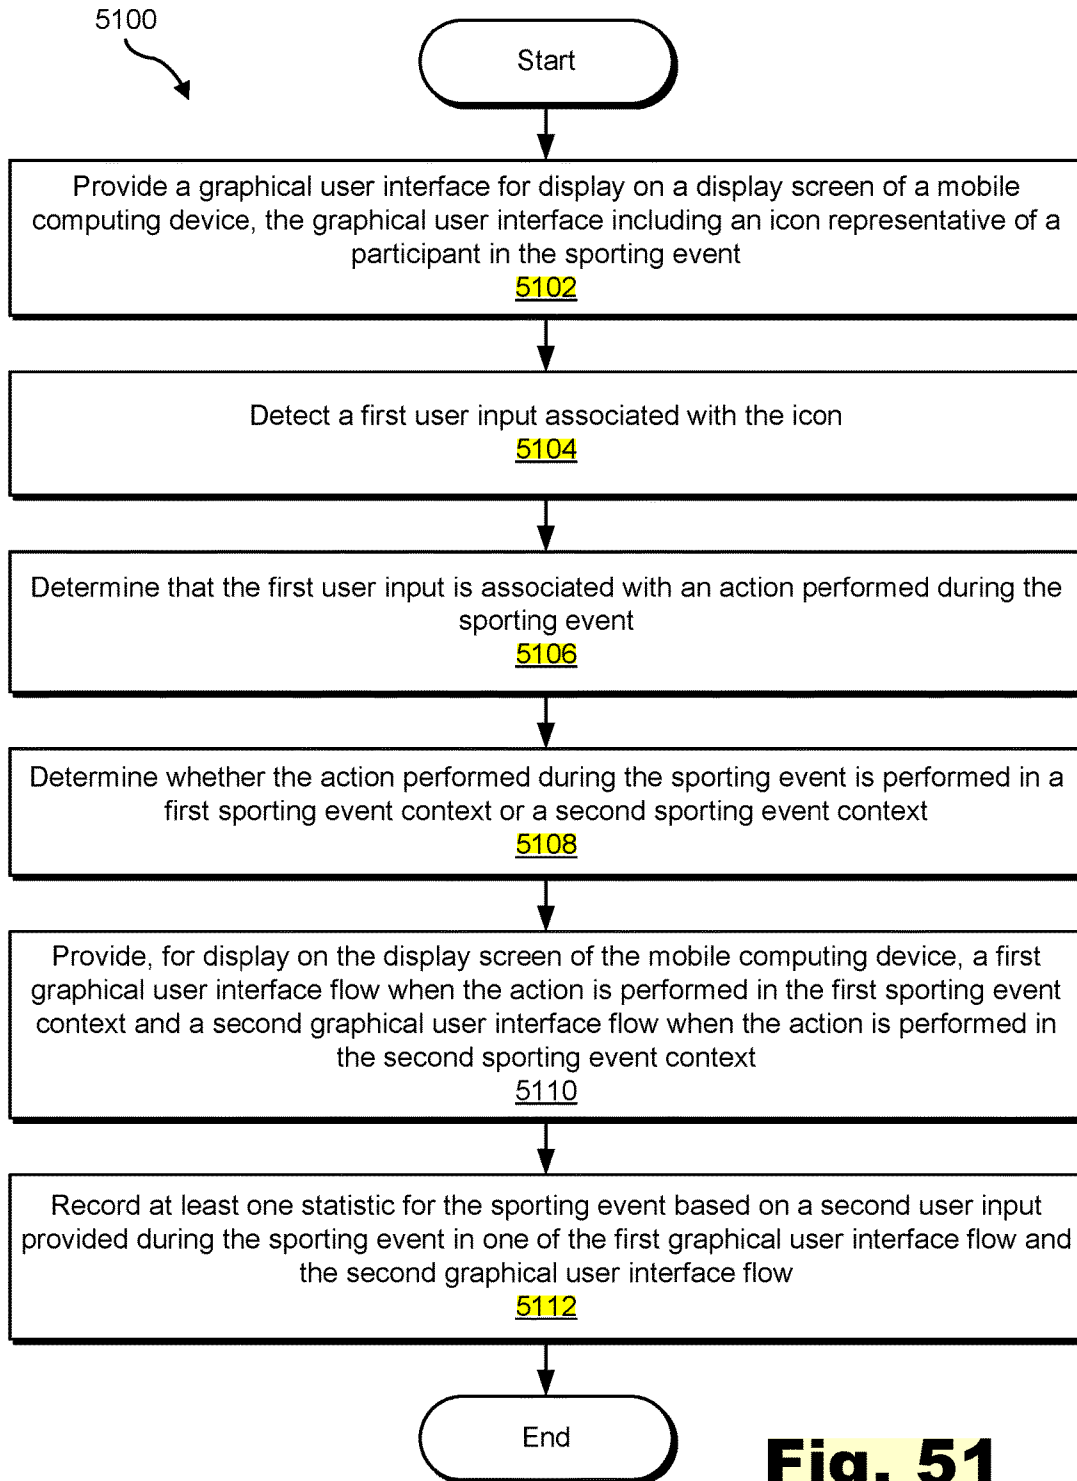 5100
Start
Provide a graphical user interface for display on a display screen of a mobile
computing device, the graphical user interface including an icon representative of a
participant in the sporting event
5102
Detect a first user input associated with the icon
5104
Determine that the first user input is associated with an action performed during the
sporting event
5106
Determine whether the action performed during the sporting event is performed in a
first sporting event context or a second sporting event context
5108
Provide, for display on the display screen of the mobile computing device, a first
graphical user interface flow when the action is performed in the first sporting event
context and a second graphical user interface flow when the action is performed in
the second sporting event context
5110
Record at least one statistic for the sporting event based on a second user input
provided during the sporting event in one of the first graphical user interface flow and
the second graphical user interface flow
5112
End
Fig. 51